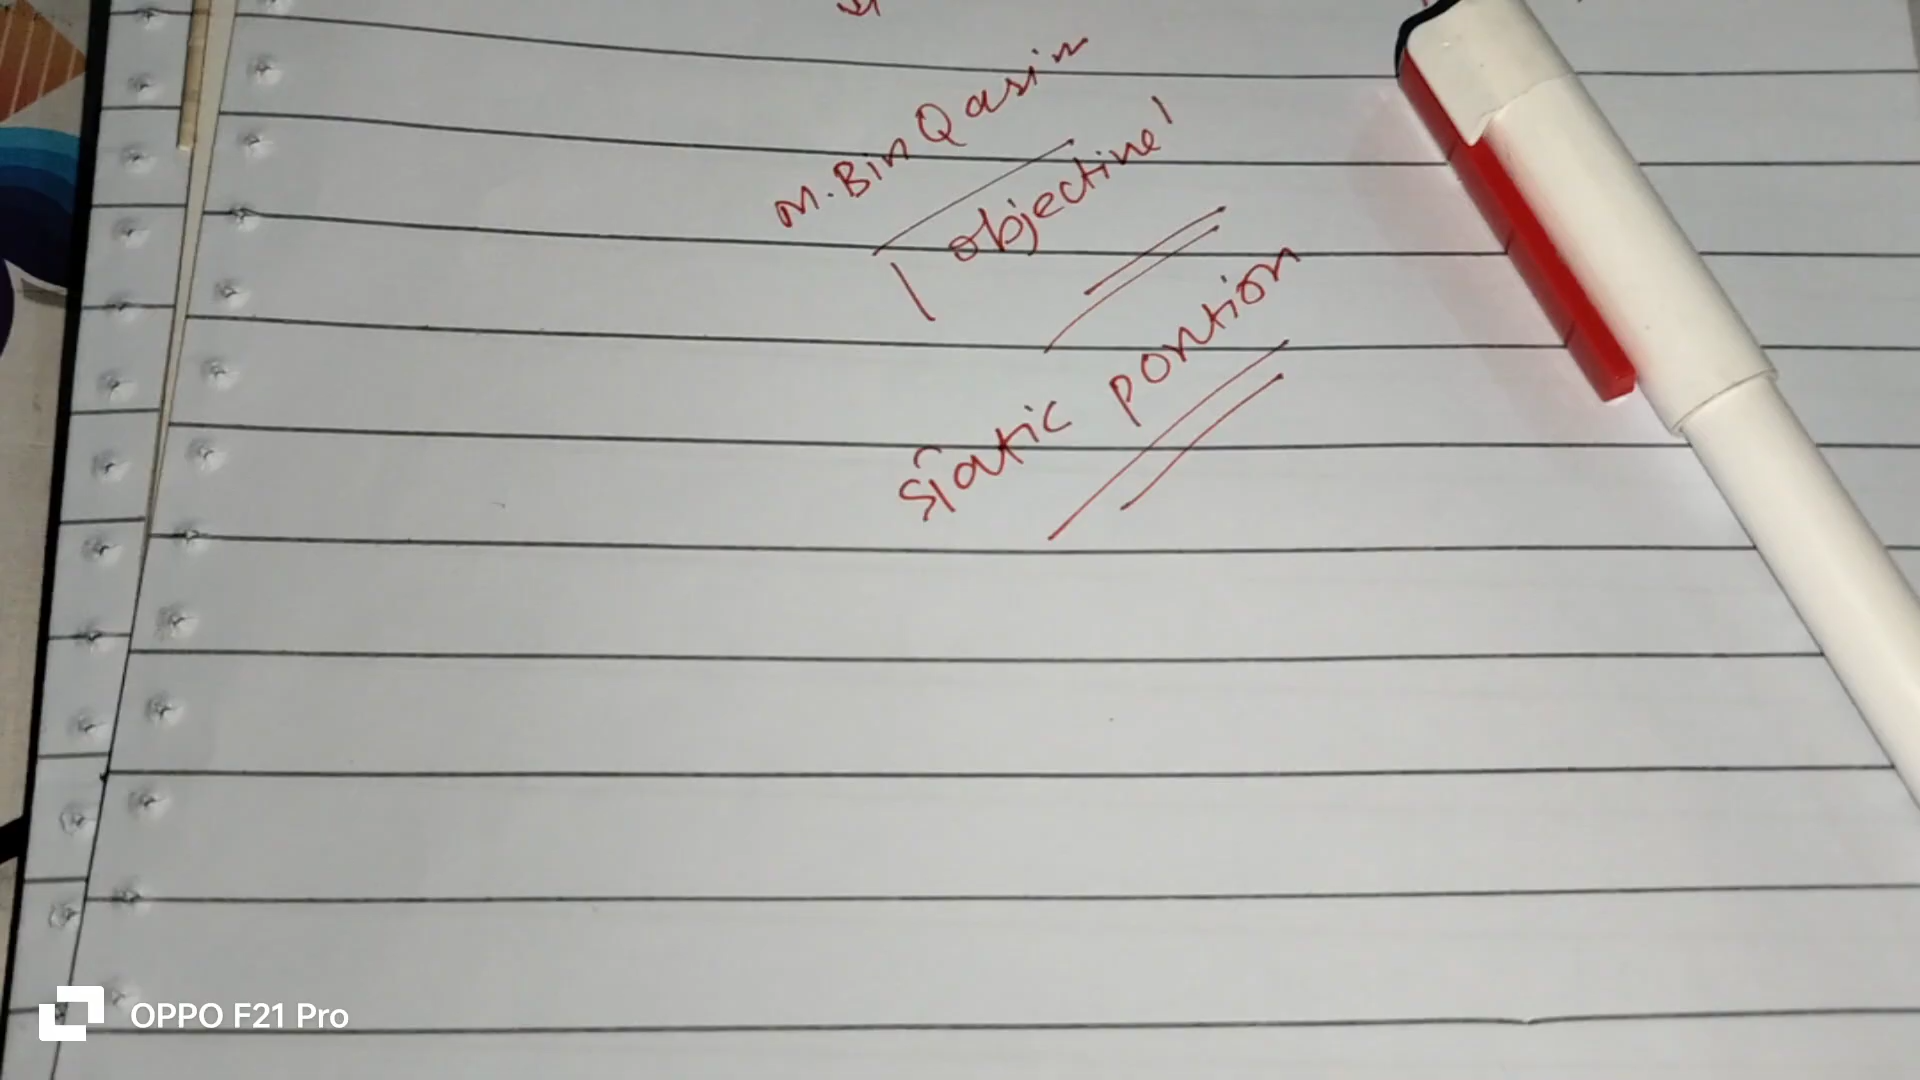 M. Bin Qasim
objective
static portion
OPPO F21 Pro